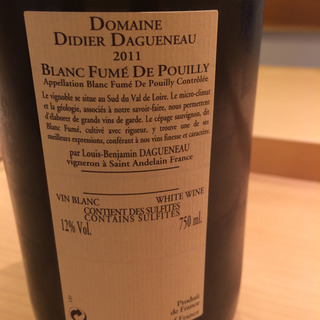 DOMAINE
DIDIER DAGUENEAU
2011
BLANC FUMÉ DE POUILLY
Appellation Blanc Fumé De Pouilly Contrôlée
Le vignoble se situe au Sud du Val de Loire. Le micro-climat
et la géologie, associés à notre savoir-faire, nous permettent
d'élaborer de grands vins de garde. Le cépage sauvignon, dit
Blanc Fumé, cultivé avec rigueur, y trouve une de ses
meilleures expressions, conférant à nos vins finesse et caractère.
par Louis-Benjamin DAGUENEAU
vigneron à Saint Andelain France
VIN BLANC WHITE WINE
CONTIENT DES SULFITES
12% Vol. CONTAINS SULFITES 750 ml.
Produit
de France
of France